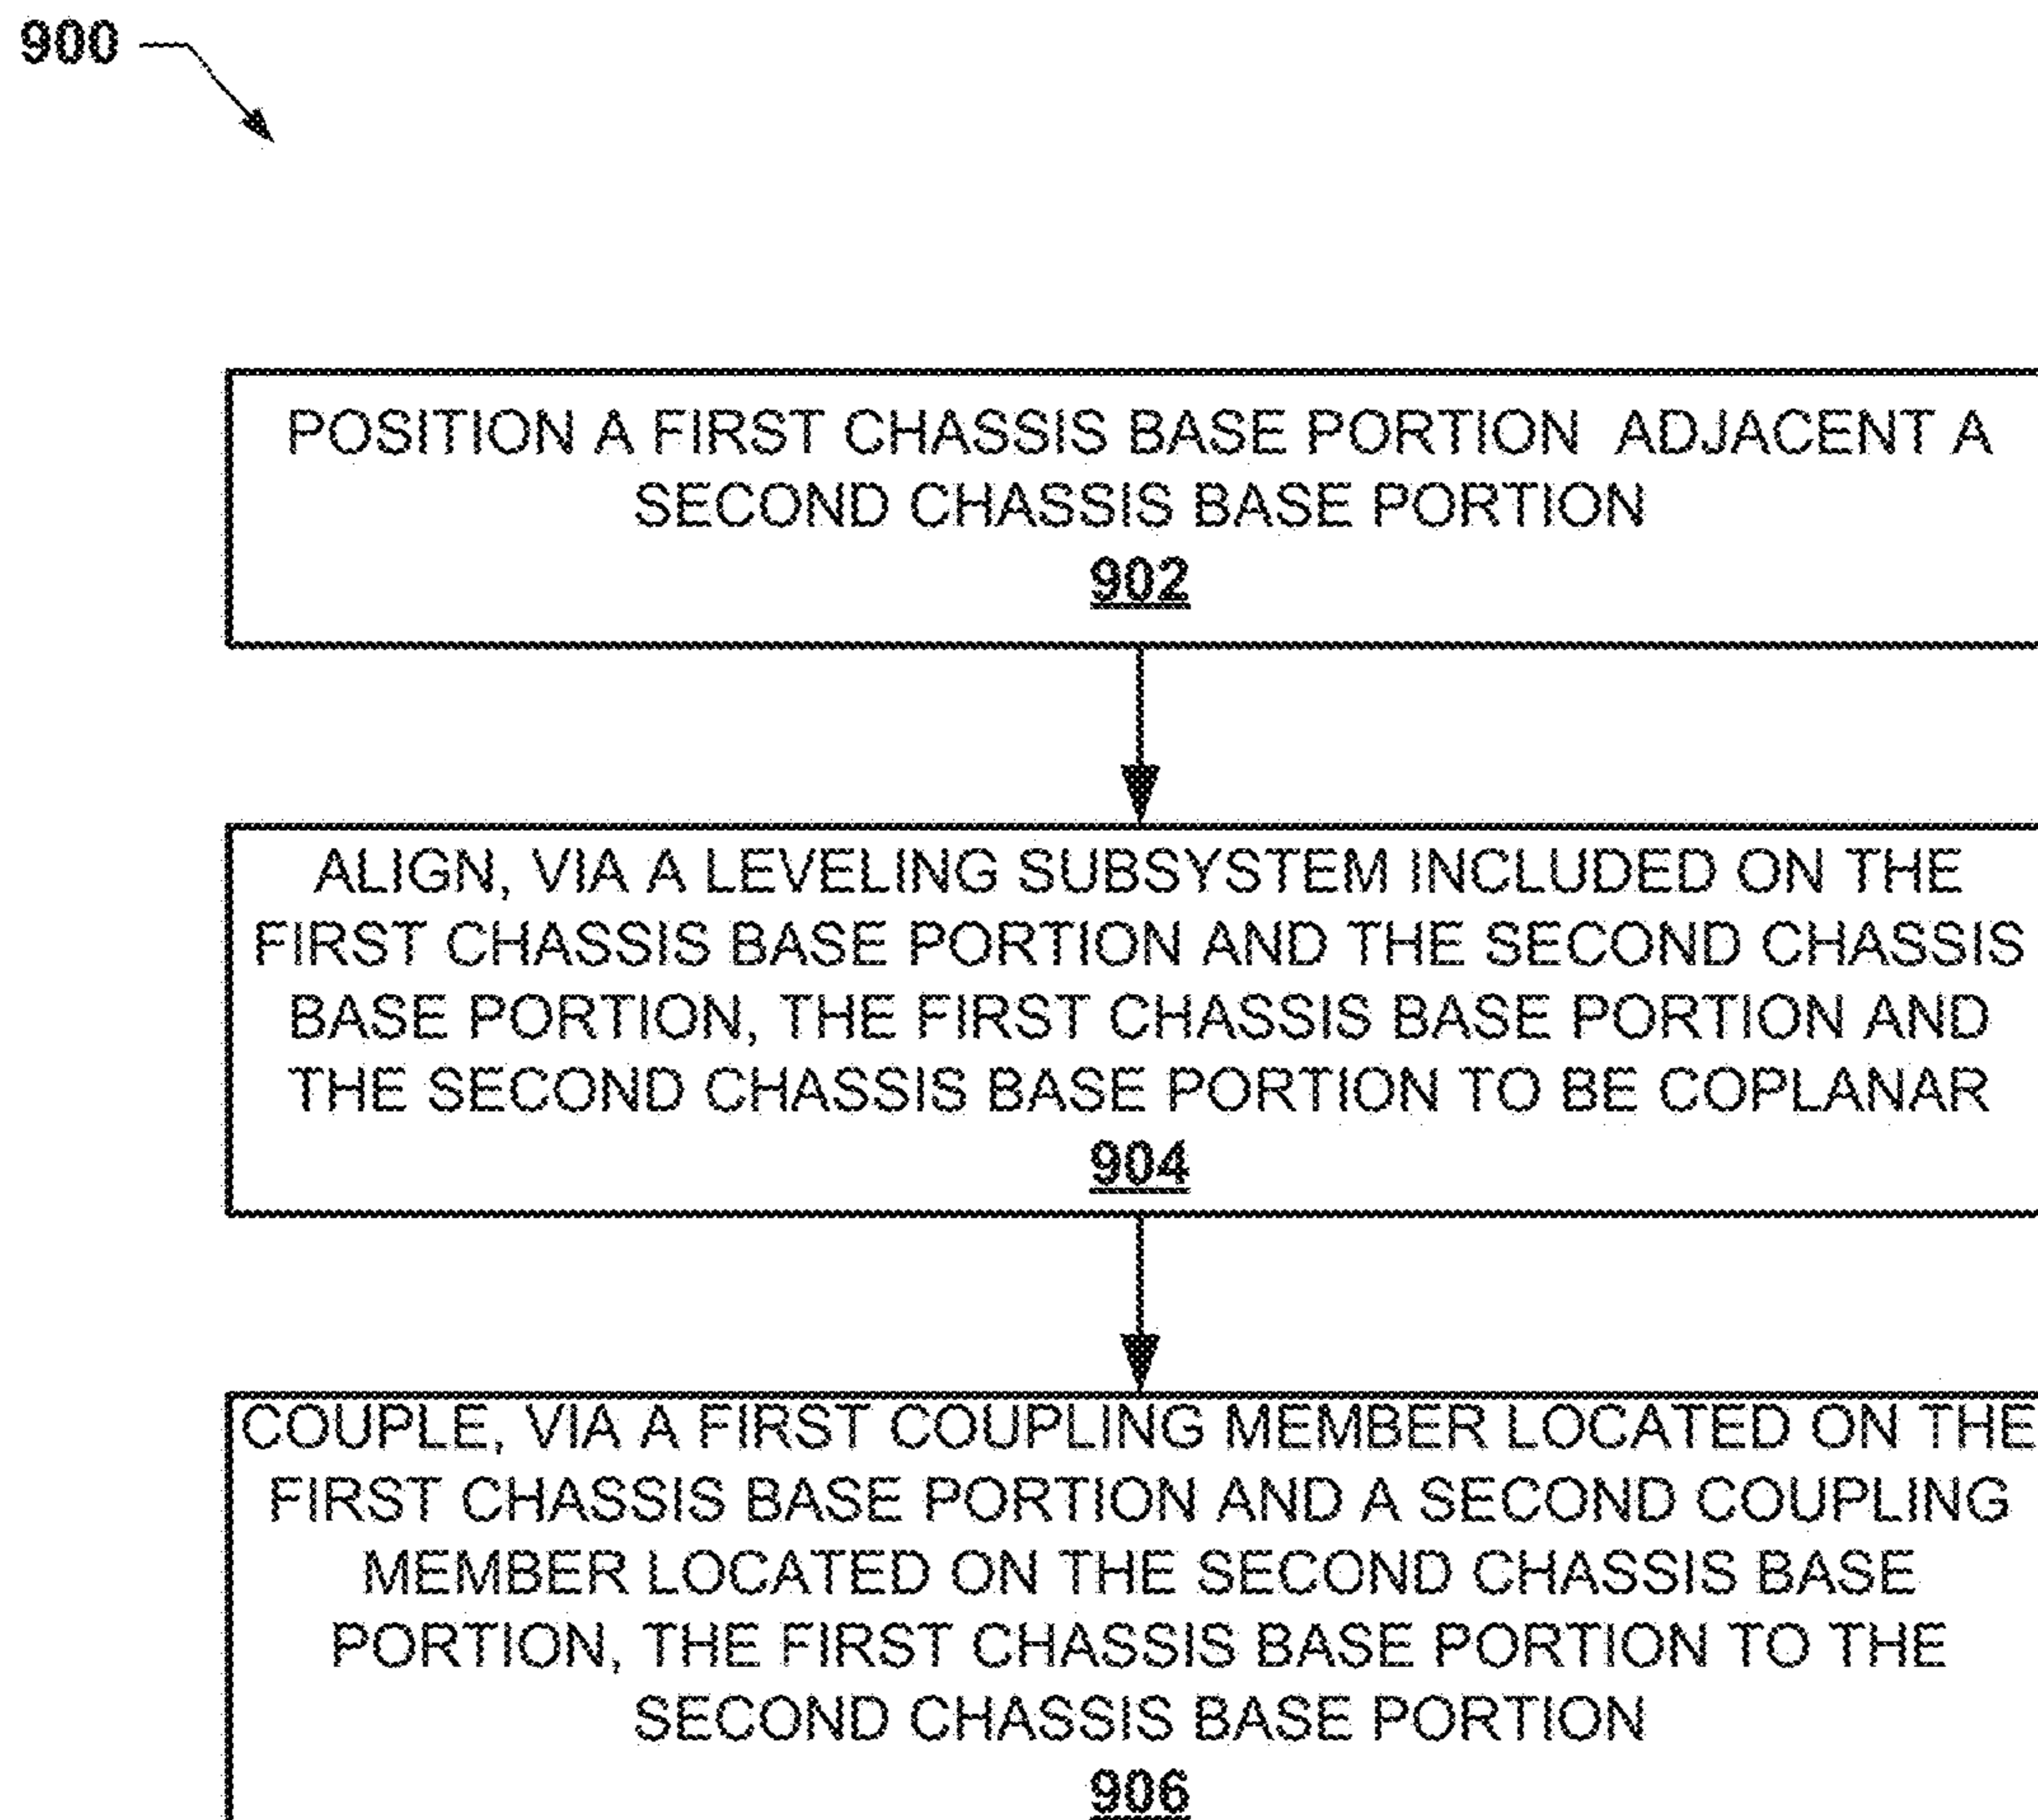 900
POSITION A FIRST CHASSIS BASE PORTION ADJACENT A
SECOND CHASSIS BASE PORTION
902
ALIGN, VIA A LEVELING SUBSYSTEM INCLUDED ON THE
FIRST CHASSIS BASE PORTION AND THE SECOND CHASSIS
BASE PORTION, THE FIRST CHASSIS BASE PORTION AND
THE SECOND CHASSIS BASE PORTION TO BE COPLANAR
904
COUPLE, VIA A FIRST COUPLING MEMBER LOCATED ON THE
FIRST CHASSIS BASE PORTION AND A SECOND COUPLING
MEMBER LOCATED ON THE SECOND CHASSIS BASE
PORTION, THE FIRST CHASSIS BASE PORTION TO THE
SECOND CHASSIS BASE PORTION
906